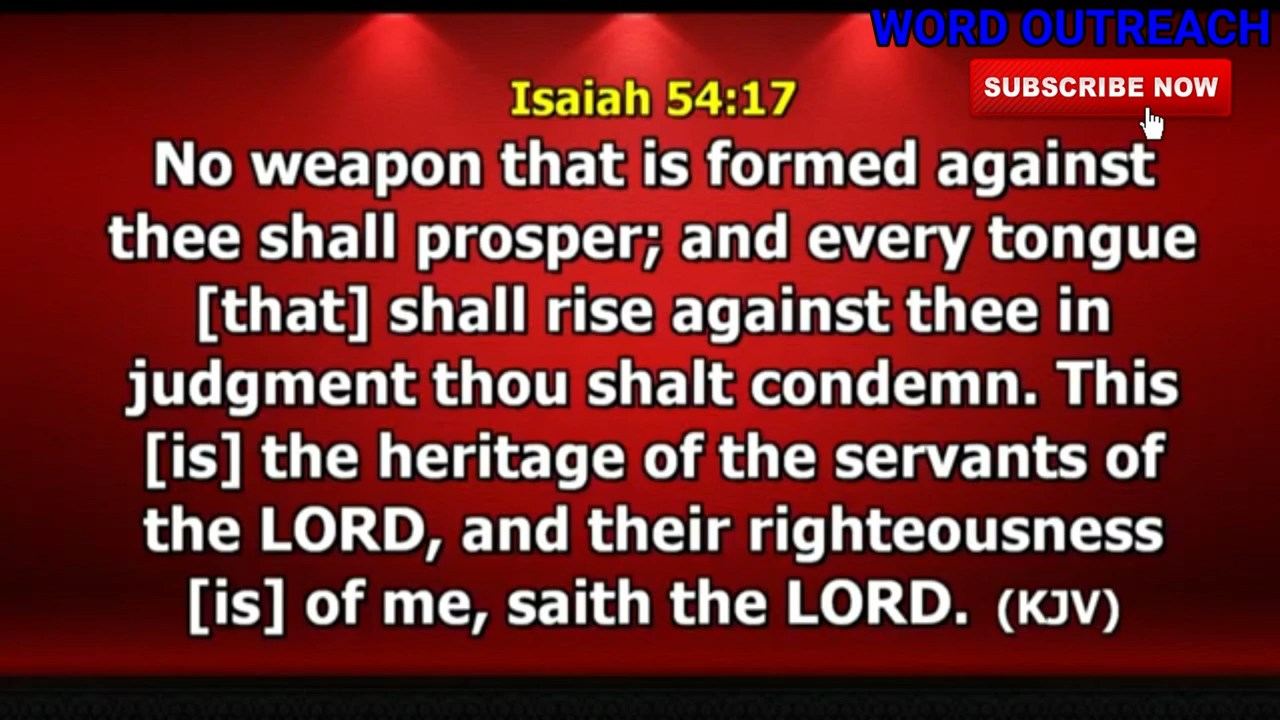 WORD OUTREACH
SUBSCRIBE NOW
Isaiah 54:17
No weapon that is formed against
thee shall prosper; and every tongue
[that] shall rise against thee in
judgment thou shalt condemn. This
[is] the heritage of the servants of
the LORD, and their righteousness
[is] of me, saith the LORD. (KJV)